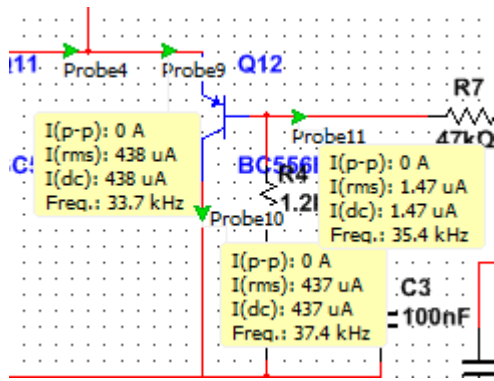 Q11
Probe4
Probe9
Q12
R7
47kΩ
Probe11
I(p-p): 0 A
I(rms): 438 uA
I(dc): 438 uA
Freq.: 33.7 kHz
BC556
R4
1.2
I(p-p): 0 A
I(rms): 1.47 uA
I(dc): 1.47 uA
Freq.: 35.4 kHz
Probe10
I(p-p): 0 A
I(rms): 437 uA
I(dc): 437 uA
Freq.: 37.4 kHz
C3
100nF